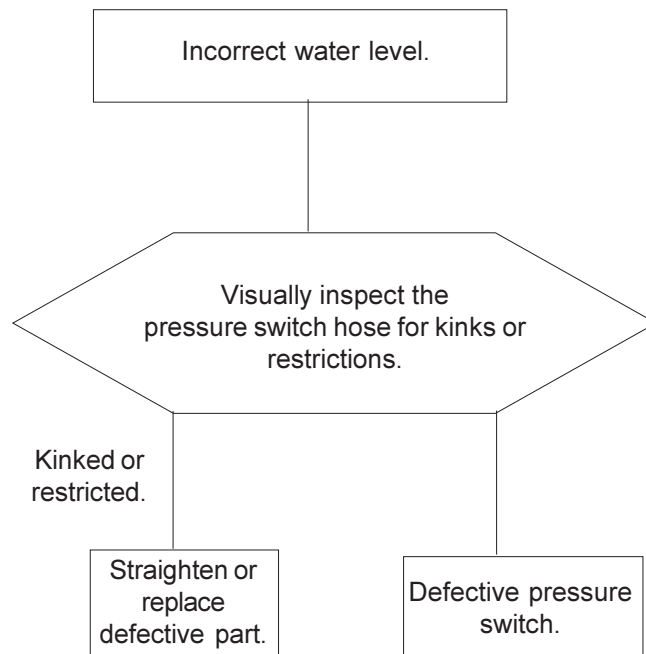 Incorrect water level.
Visually inspect the
pressure switch hose for kinks or
restrictions.
Kinked or
restricted.
Straighten or
replace
defective part.
Defective pressure
switch.